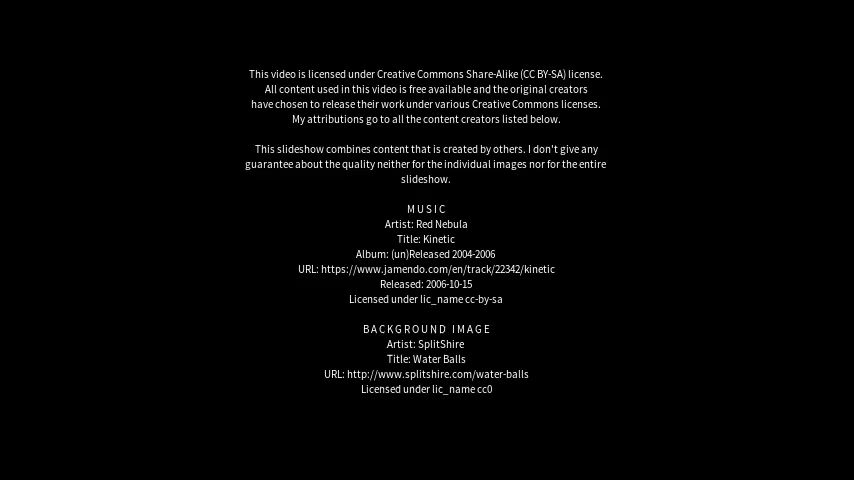 This video is licensed under Creative Commons Share-Alike (CC BY-SA) license.
All content used in this video is free available and the original creators
have chosen to release their work under various Creative Commons licenses.
My attributions go to all the content creators listed below.
This slideshow combines content that is created by others. I don't give any
guarantee about the quality neither for the individual images nor for the entire
slideshow.
MUSIC
Artist: Red Nebula
Title: Kinetic
Album: (un)Released 2004-2006
URL: https://www.jamendo.com/en/track/22342/kinetic
Released: 2006-10-15
Licensed under lic_name cc-by-sa
BACKGROUND IMAGE
Artist: SplitShire
Title: Water Balls
URL: http://www.splitshire.com/water-balls
Licensed under lic_name cc0